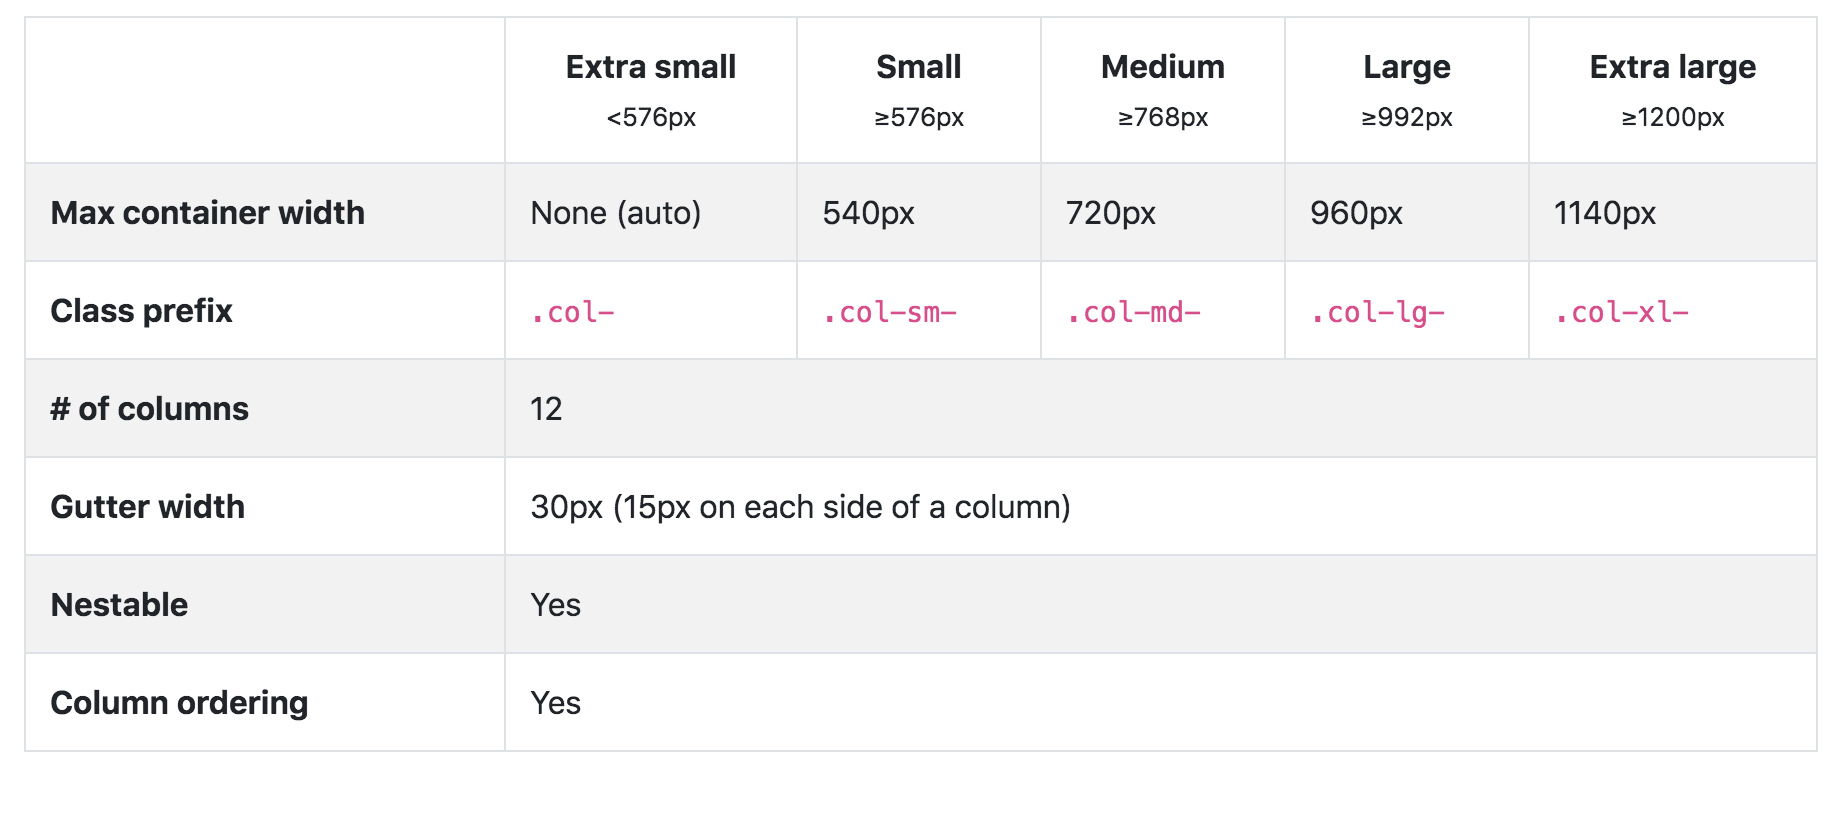 Extra small Small Medium Large Extra large
<576px ≥576px ≥768px ≥992px ≥1200px
Max container width None (auto) 540px 720px 960px 1140px
Class prefix .col- .col-sm- .col-md- .col-lg- .col-xl-
# of columns 12
Gutter width 30px (15px on each side of a column)
Nestable Yes
Column ordering Yes